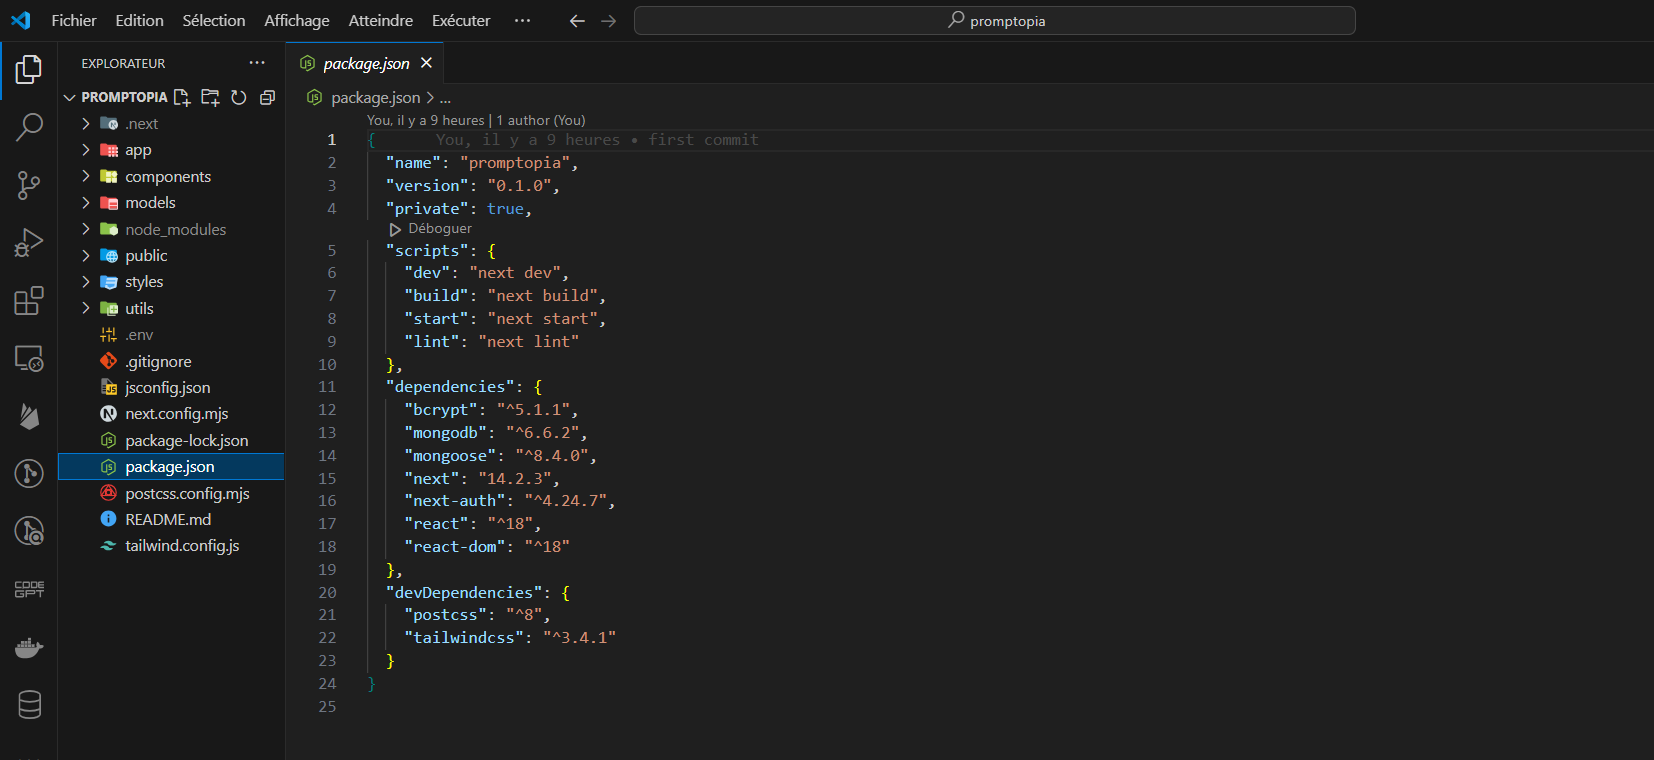 Fichier Edition Sélection Affichage Atteindre Exécuter ···
promptopia
EXPLORATEUR ···
PROMPTOPIA
.next
app
components
models
node_modules
public
styles
utils
.env
.gitignore
jsconfig.json
next.config.mjs
package-lock.json
package.json
postcss.config.mjs
README.md
tailwind.config.js
CODE
GPT
package.json
package.json > ...
You, il y a 9 heures | 1 author (You)
1 { You, il y a 9 heures • first commit
2 "name": "promptopia",
3 "version": "0.1.0",
4 "private": true,
Déboguer
5 "scripts": {
6 "dev": "next dev",
7 "build": "next build",
8 "start": "next start",
9 "lint": "next lint"
10 },
11 "dependencies": {
12 "bcrypt": "^5.1.1",
13 "mongodb": "^6.6.2",
14 "mongoose": "^8.4.0",
15 "next": "14.2.3",
16 "next-auth": "^4.24.7",
17 "react": "^18",
18 "react-dom": "^18"
19 },
20 "devDependencies": {
21 "postcss": "^8",
22 "tailwindcss": "^3.4.1"
23 }
24 }
25